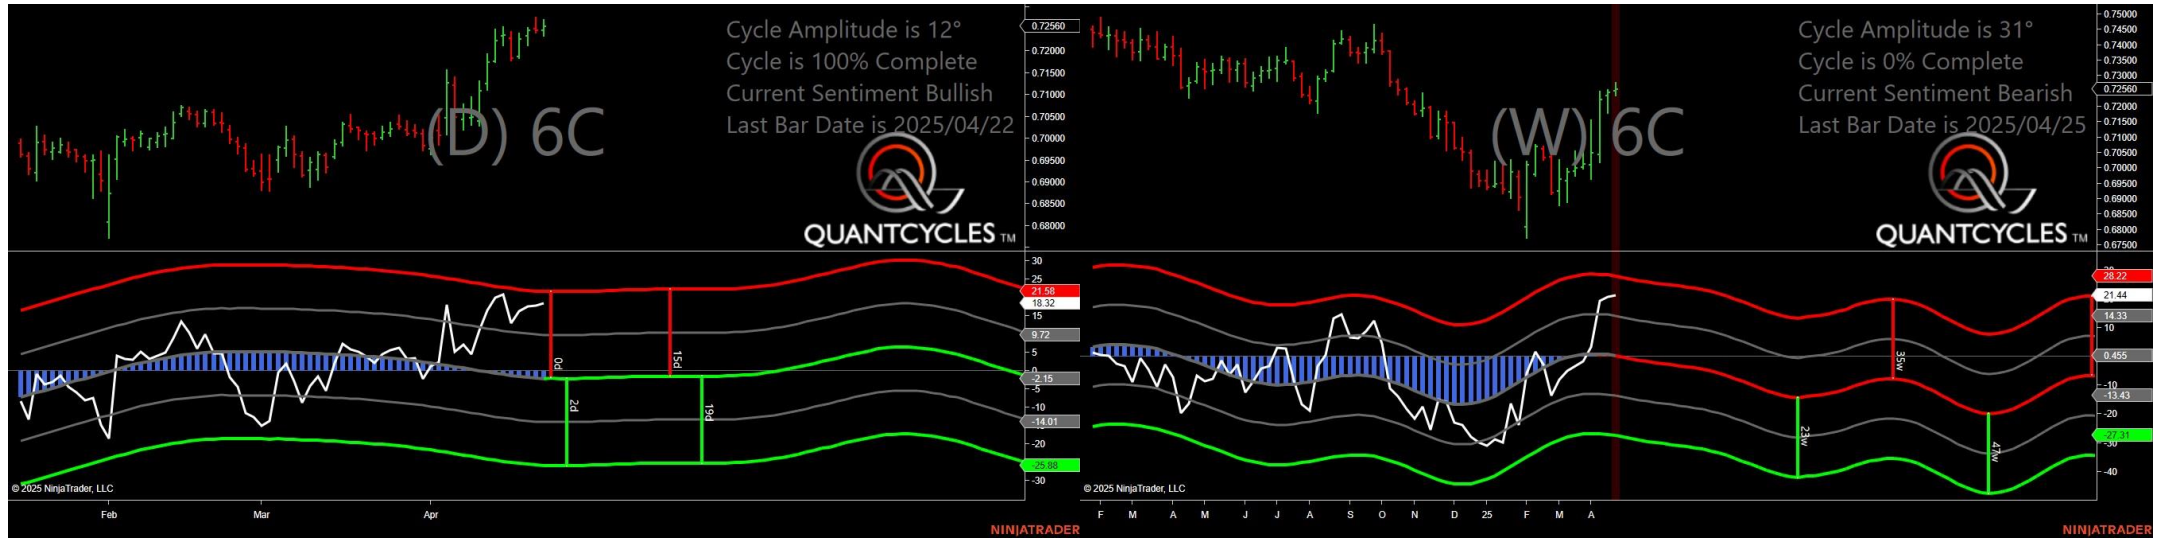 Cycle Amplitude is 12°
Cycle is 100% Complete
Current Sentiment Bullish
Last Bar Date is 2025/04/22
(D) 6C
QUANTCYCLES TM
0.72560
0.72000
0.71500
0.71000
0.70500
0.70000
0.69500
0.69000
0.68500
0.68000
30
25
21.58
18.32
15
9.72
5
0
-2.15
-5
-10
-14.01
-20
-25.88
-30
0d
15d
2d
19d
© 2025 NinjaTrader, LLC
Feb Mar Apr
NINJATRADER
Cycle Amplitude is 31°
Cycle is 0% Complete
Current Sentiment Bearish
Last Bar Date is 2025/04/25
(W) 6C
QUANTCYCLES TM
0.75000
0.74500
0.74000
0.73500
0.73000
0.72560
0.72000
0.71500
0.71000
0.70500
0.70000
0.69500
0.69000
0.68500
0.68000
0.67500
28.22
21.44
14.33
10
0.455
-10
-13.43
-20
-27.31
-30
-40
35w
23w
47w
© 2025 NinjaTrader, LLC
F M A M J J A S O N D 25 F M A
NINJATRADER